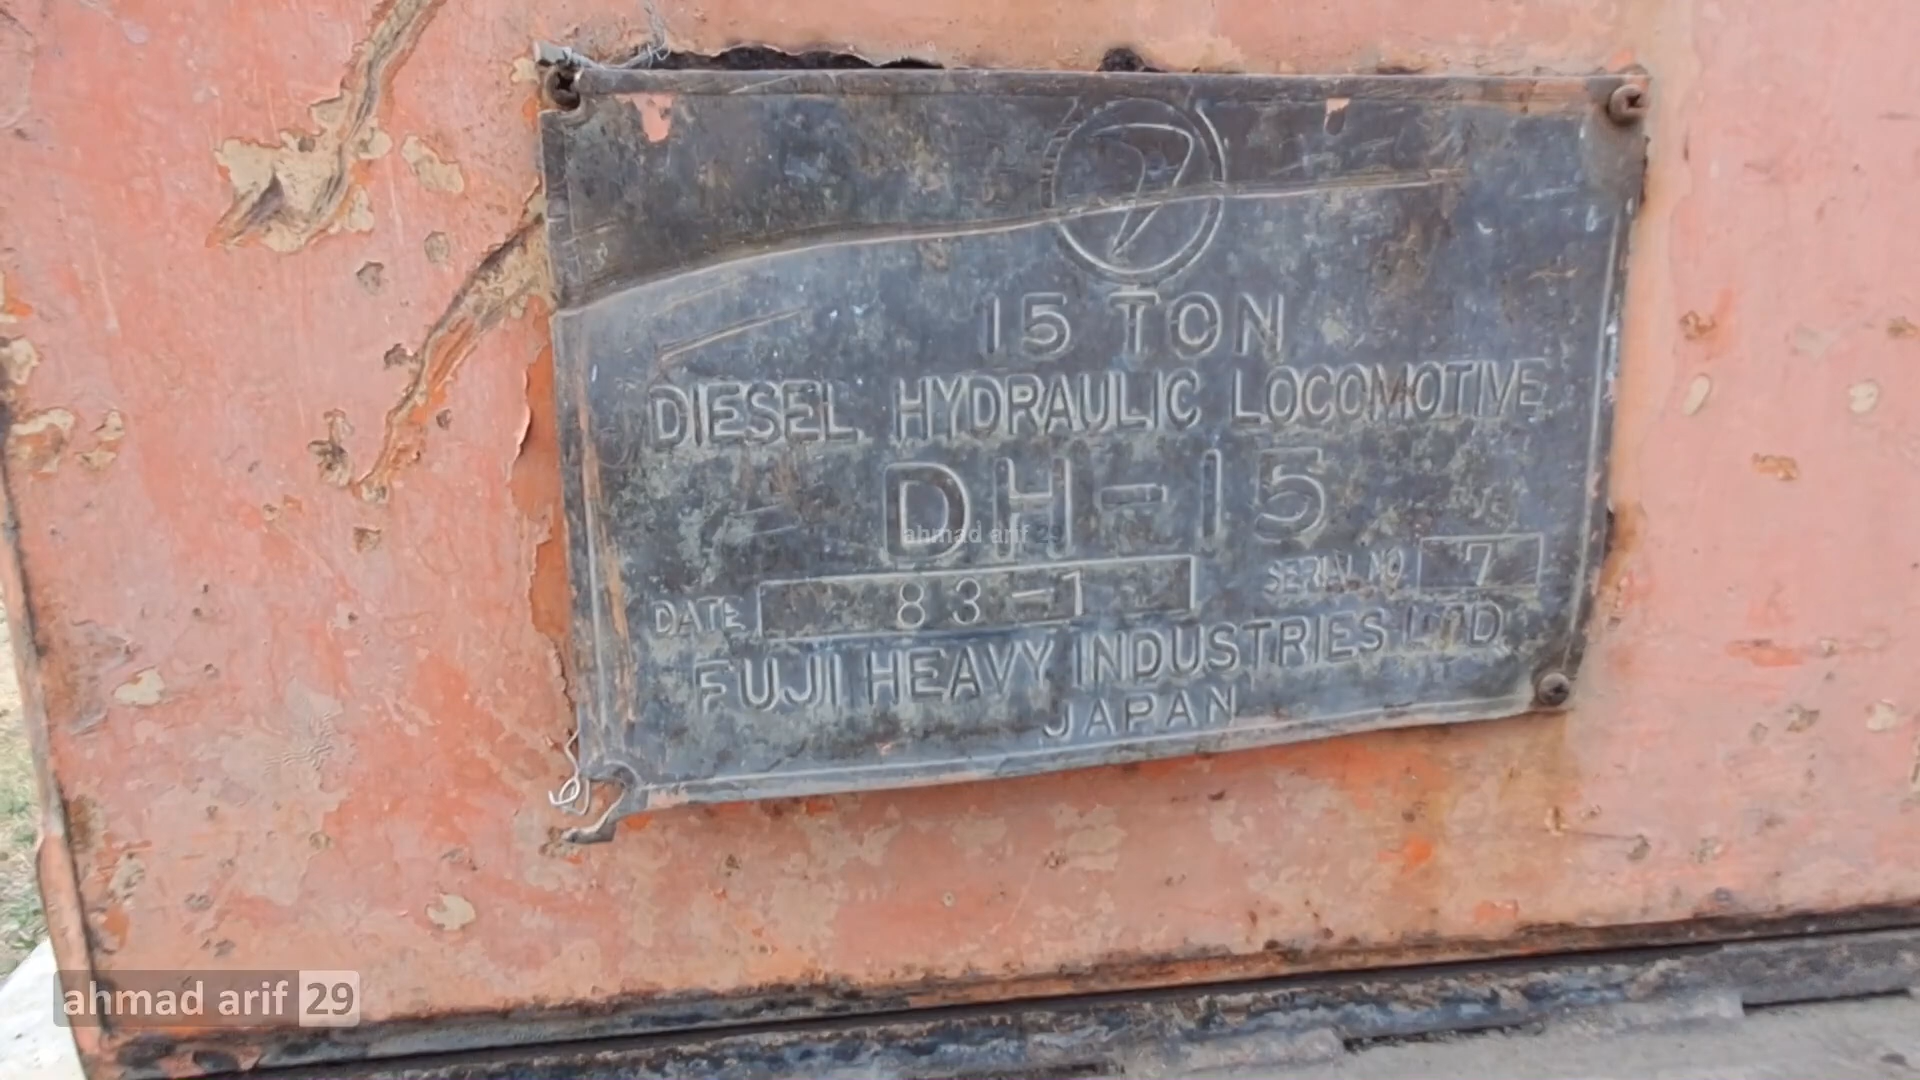 15 TON
DIESEL HYDRAULIC LOCOMOTIVE
DH-15
DATE 83-1 SERIAL NO 7
FUJI HEAVY INDUSTRIES LTD.
JAPAN
ahmad arif 29
ahmad arif 29